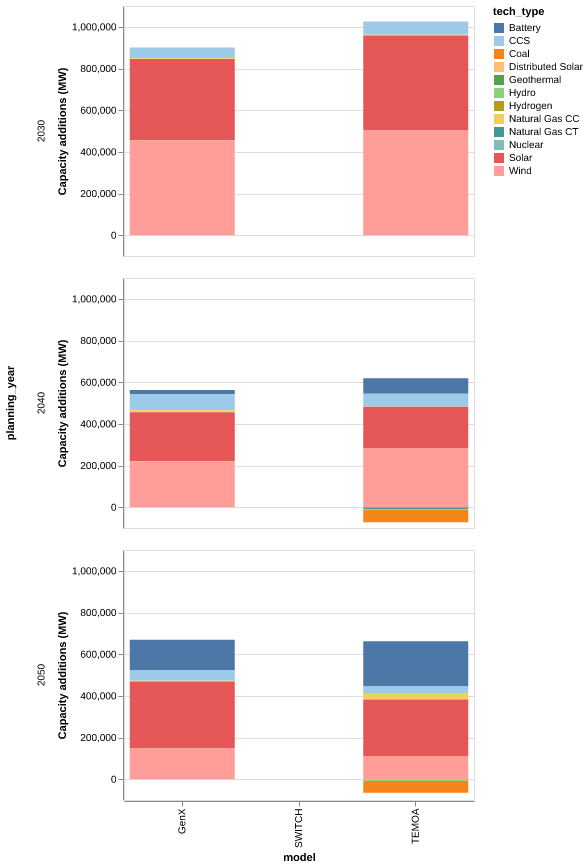 tech_type
Battery
CCS
Coal
Distributed Solar
Geothermal
Hydro
Hydrogen
Natural Gas CC
Natural Gas CT
Nuclear
Solar
Wind
planning_year
2030
Capacity additions (MW)
1,000,000
800,000
600,000
400,000
200,000
0
2040
Capacity additions (MW)
1,000,000
800,000
600,000
400,000
200,000
0
2050
Capacity additions (MW)
1,000,000
800,000
600,000
400,000
200,000
0
GenX
SWITCH
TEMOA
model